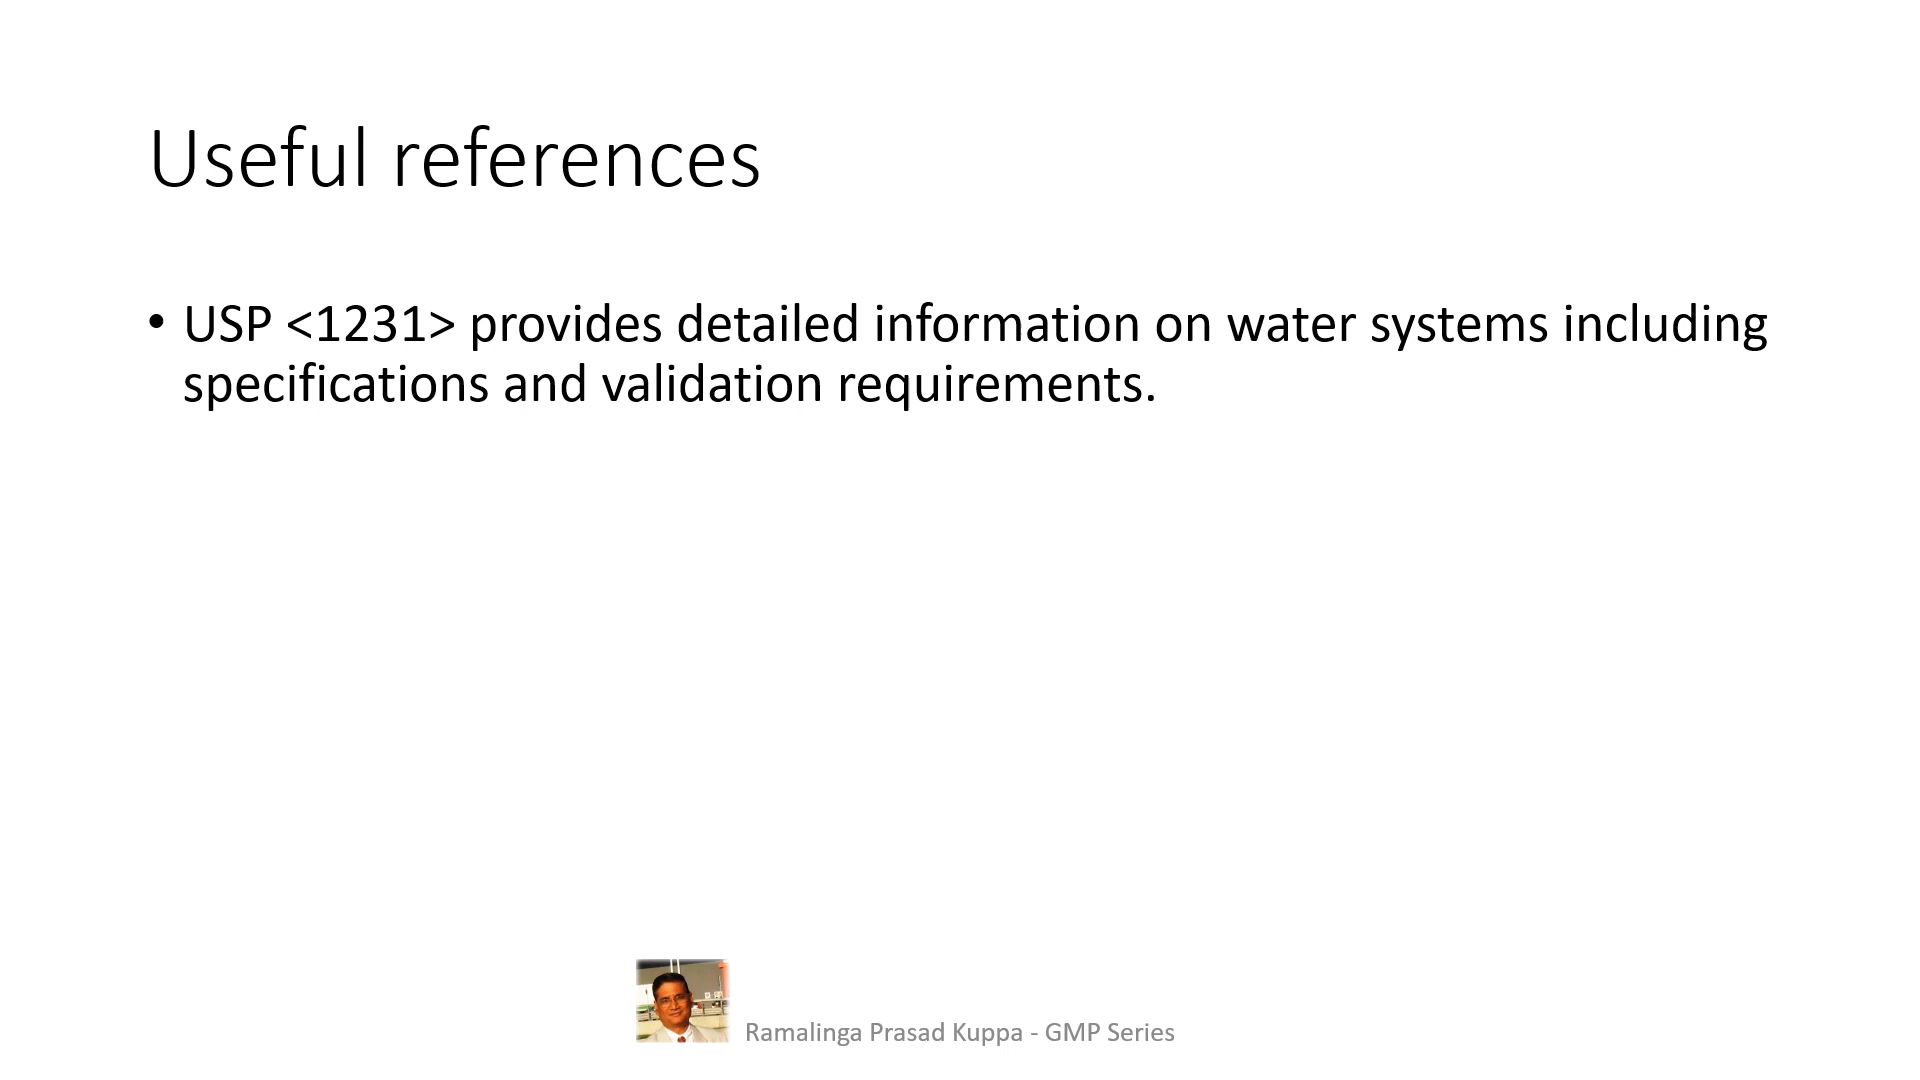 Useful references
• USP <1231> provides detailed information on water systems including
specifications and validation requirements.
Ramalinga Prasad Kuppa - GMP Series